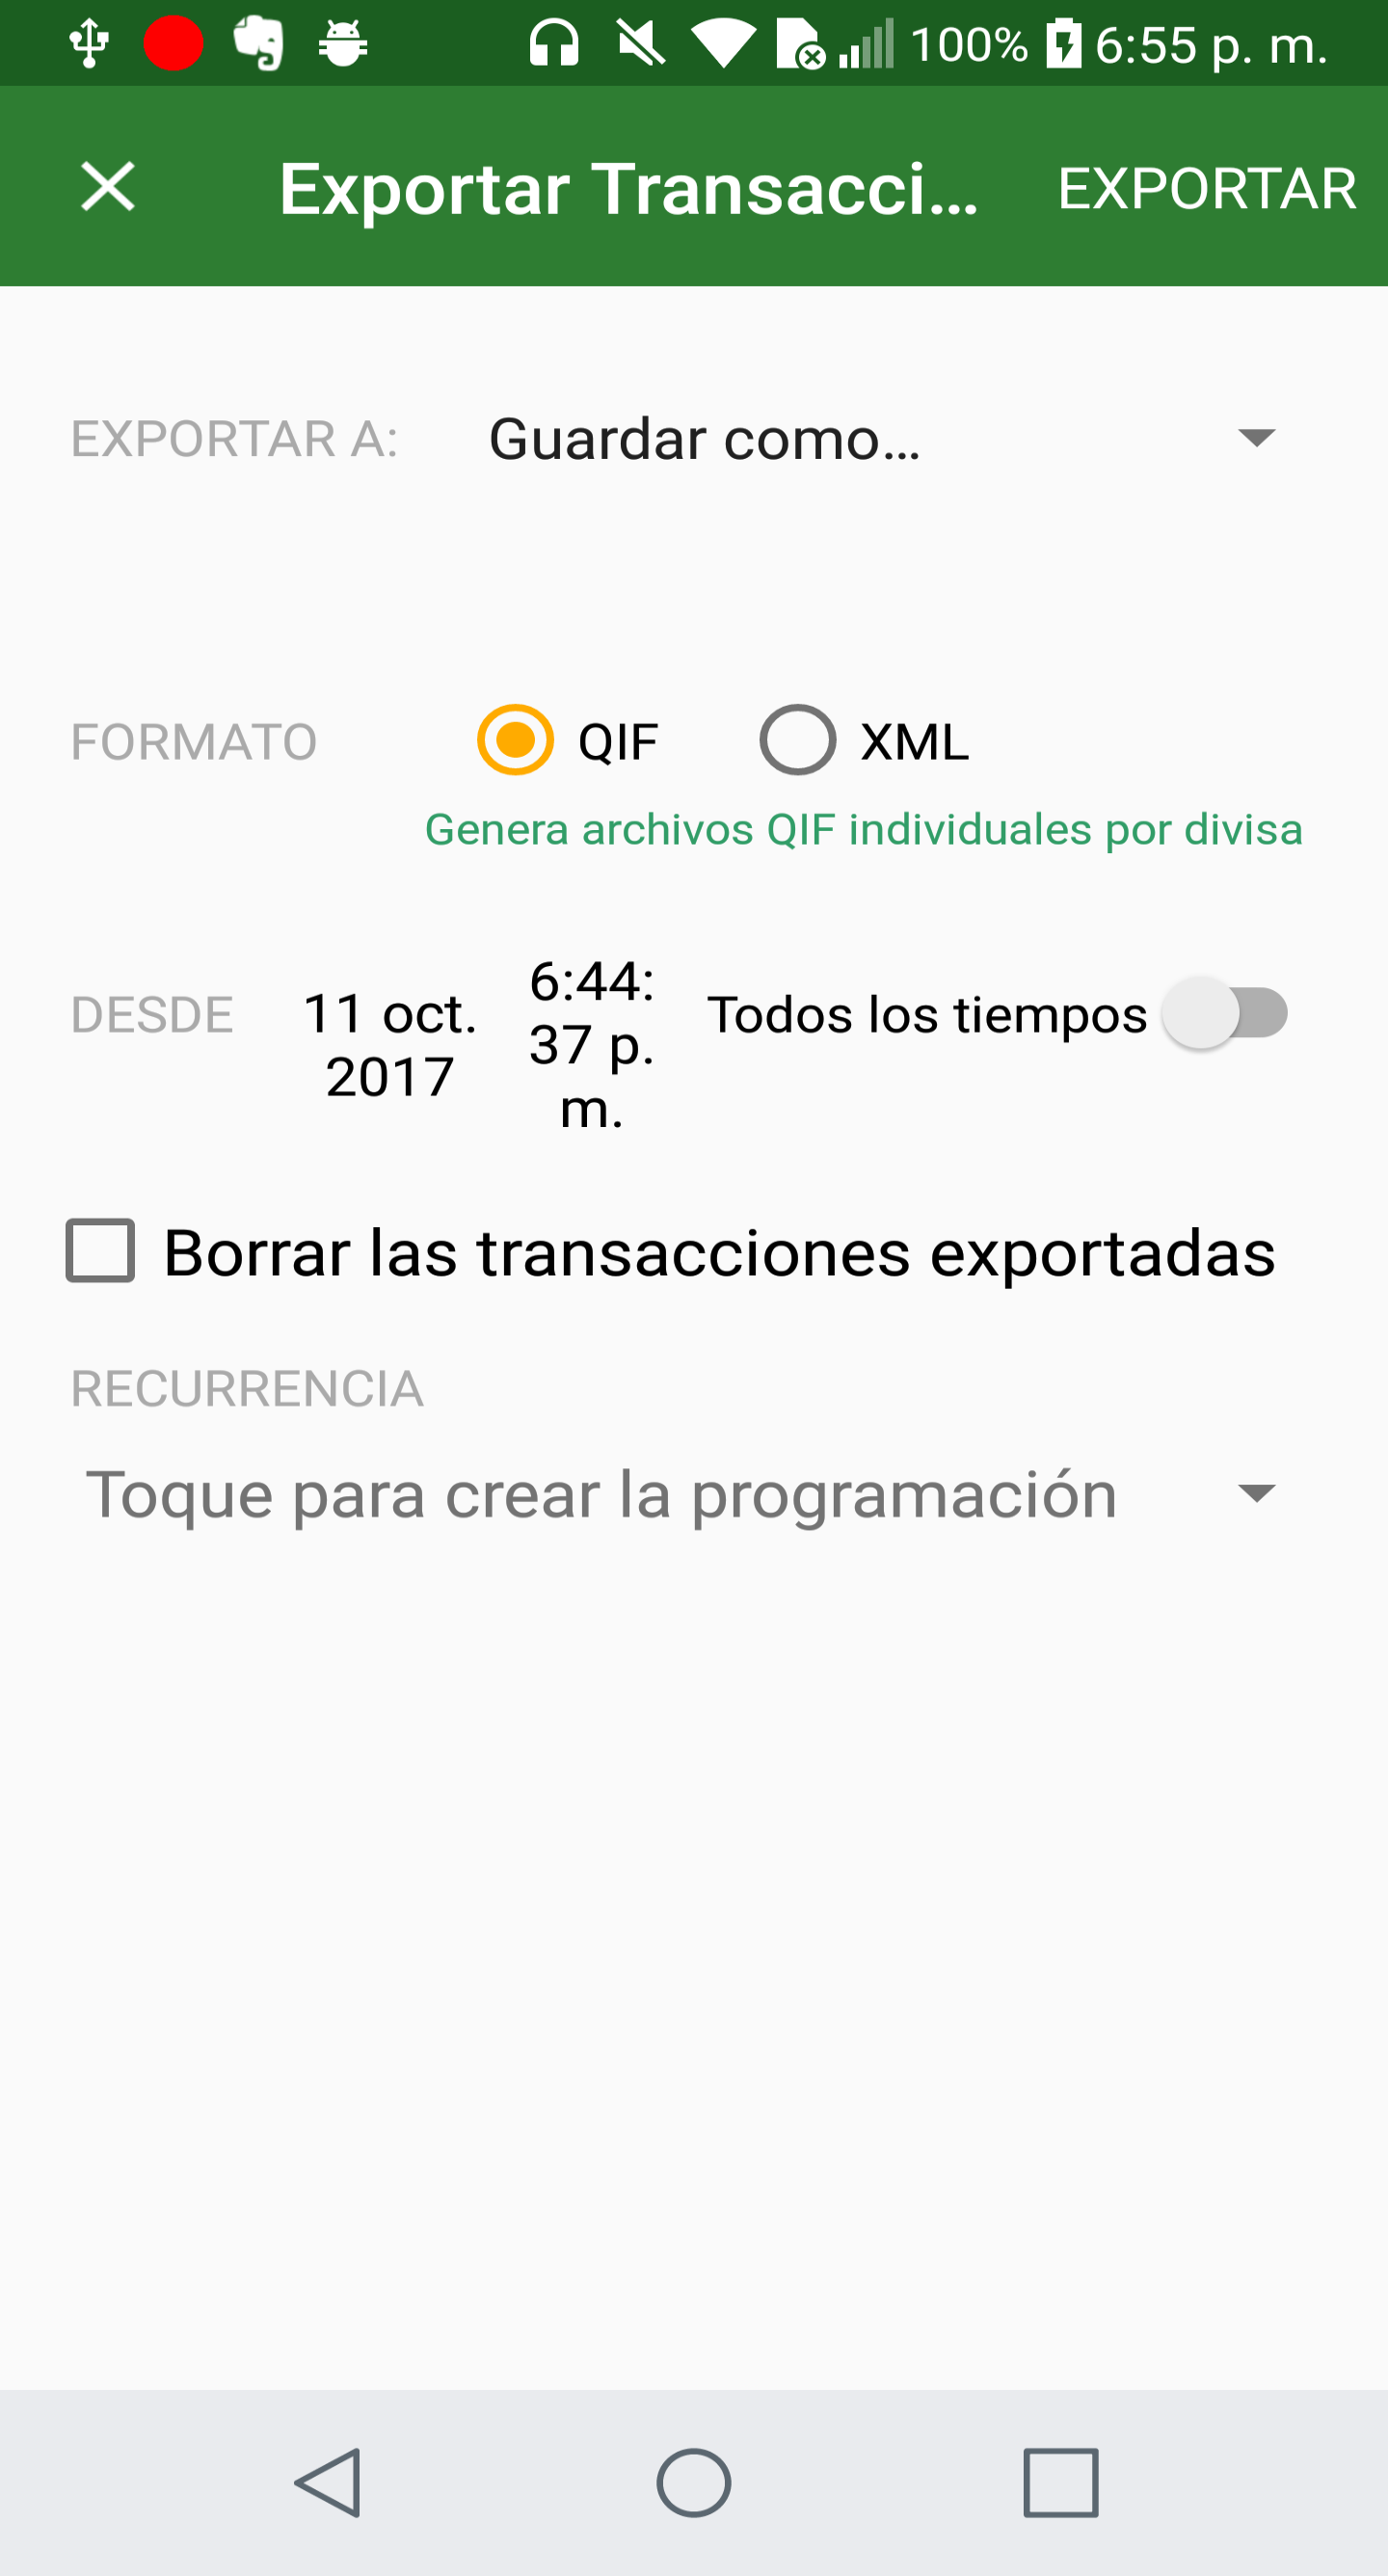 100% 6:55 p. m.
Exportar Transacci... EXPORTAR
EXPORTAR A: Guardar como...
FORMATO QIF XML
Genera archivos QIF individuales por divisa
DESDE 11 oct. 2017 6:44:37 p. m. Todos los tiempos
Borrar las transacciones exportadas
RECURRENCIA
Toque para crear la programación